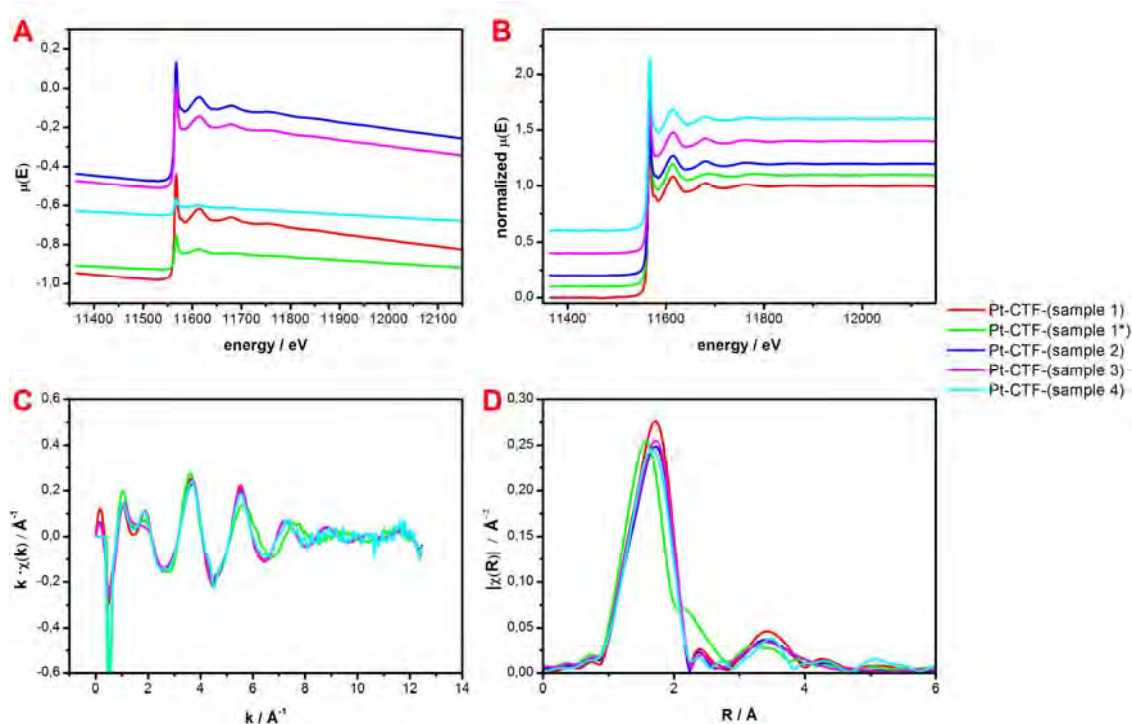 A
0,2
0,0
-0,2
-0,4
-0,6
-0,8
-1,0
μ(E)
11400 11500 11600 11700 11800 11900 12000 12100
energy / eV
B
2.0
1.5
1.0
0.5
0.0
normalized μ(E)
11400 11600 11800 12000
energy / eV
Pt-CTF-(sample 1)
Pt-CTF-(sample 1*)
Pt-CTF-(sample 2)
Pt-CTF-(sample 3)
Pt-CTF-(sample 4)
C
0,6
0,4
0,2
0,0
-0,2
-0,4
-0,6
k ·χ(k) / Å⁻¹
0 2 4 6 8 10 12 14
k / Å⁻¹
D
0,30
0,25
0,20
0,15
0,10
0,05
0,00
|χ(R)| / Å⁻²
0 2 4 6
R / Å